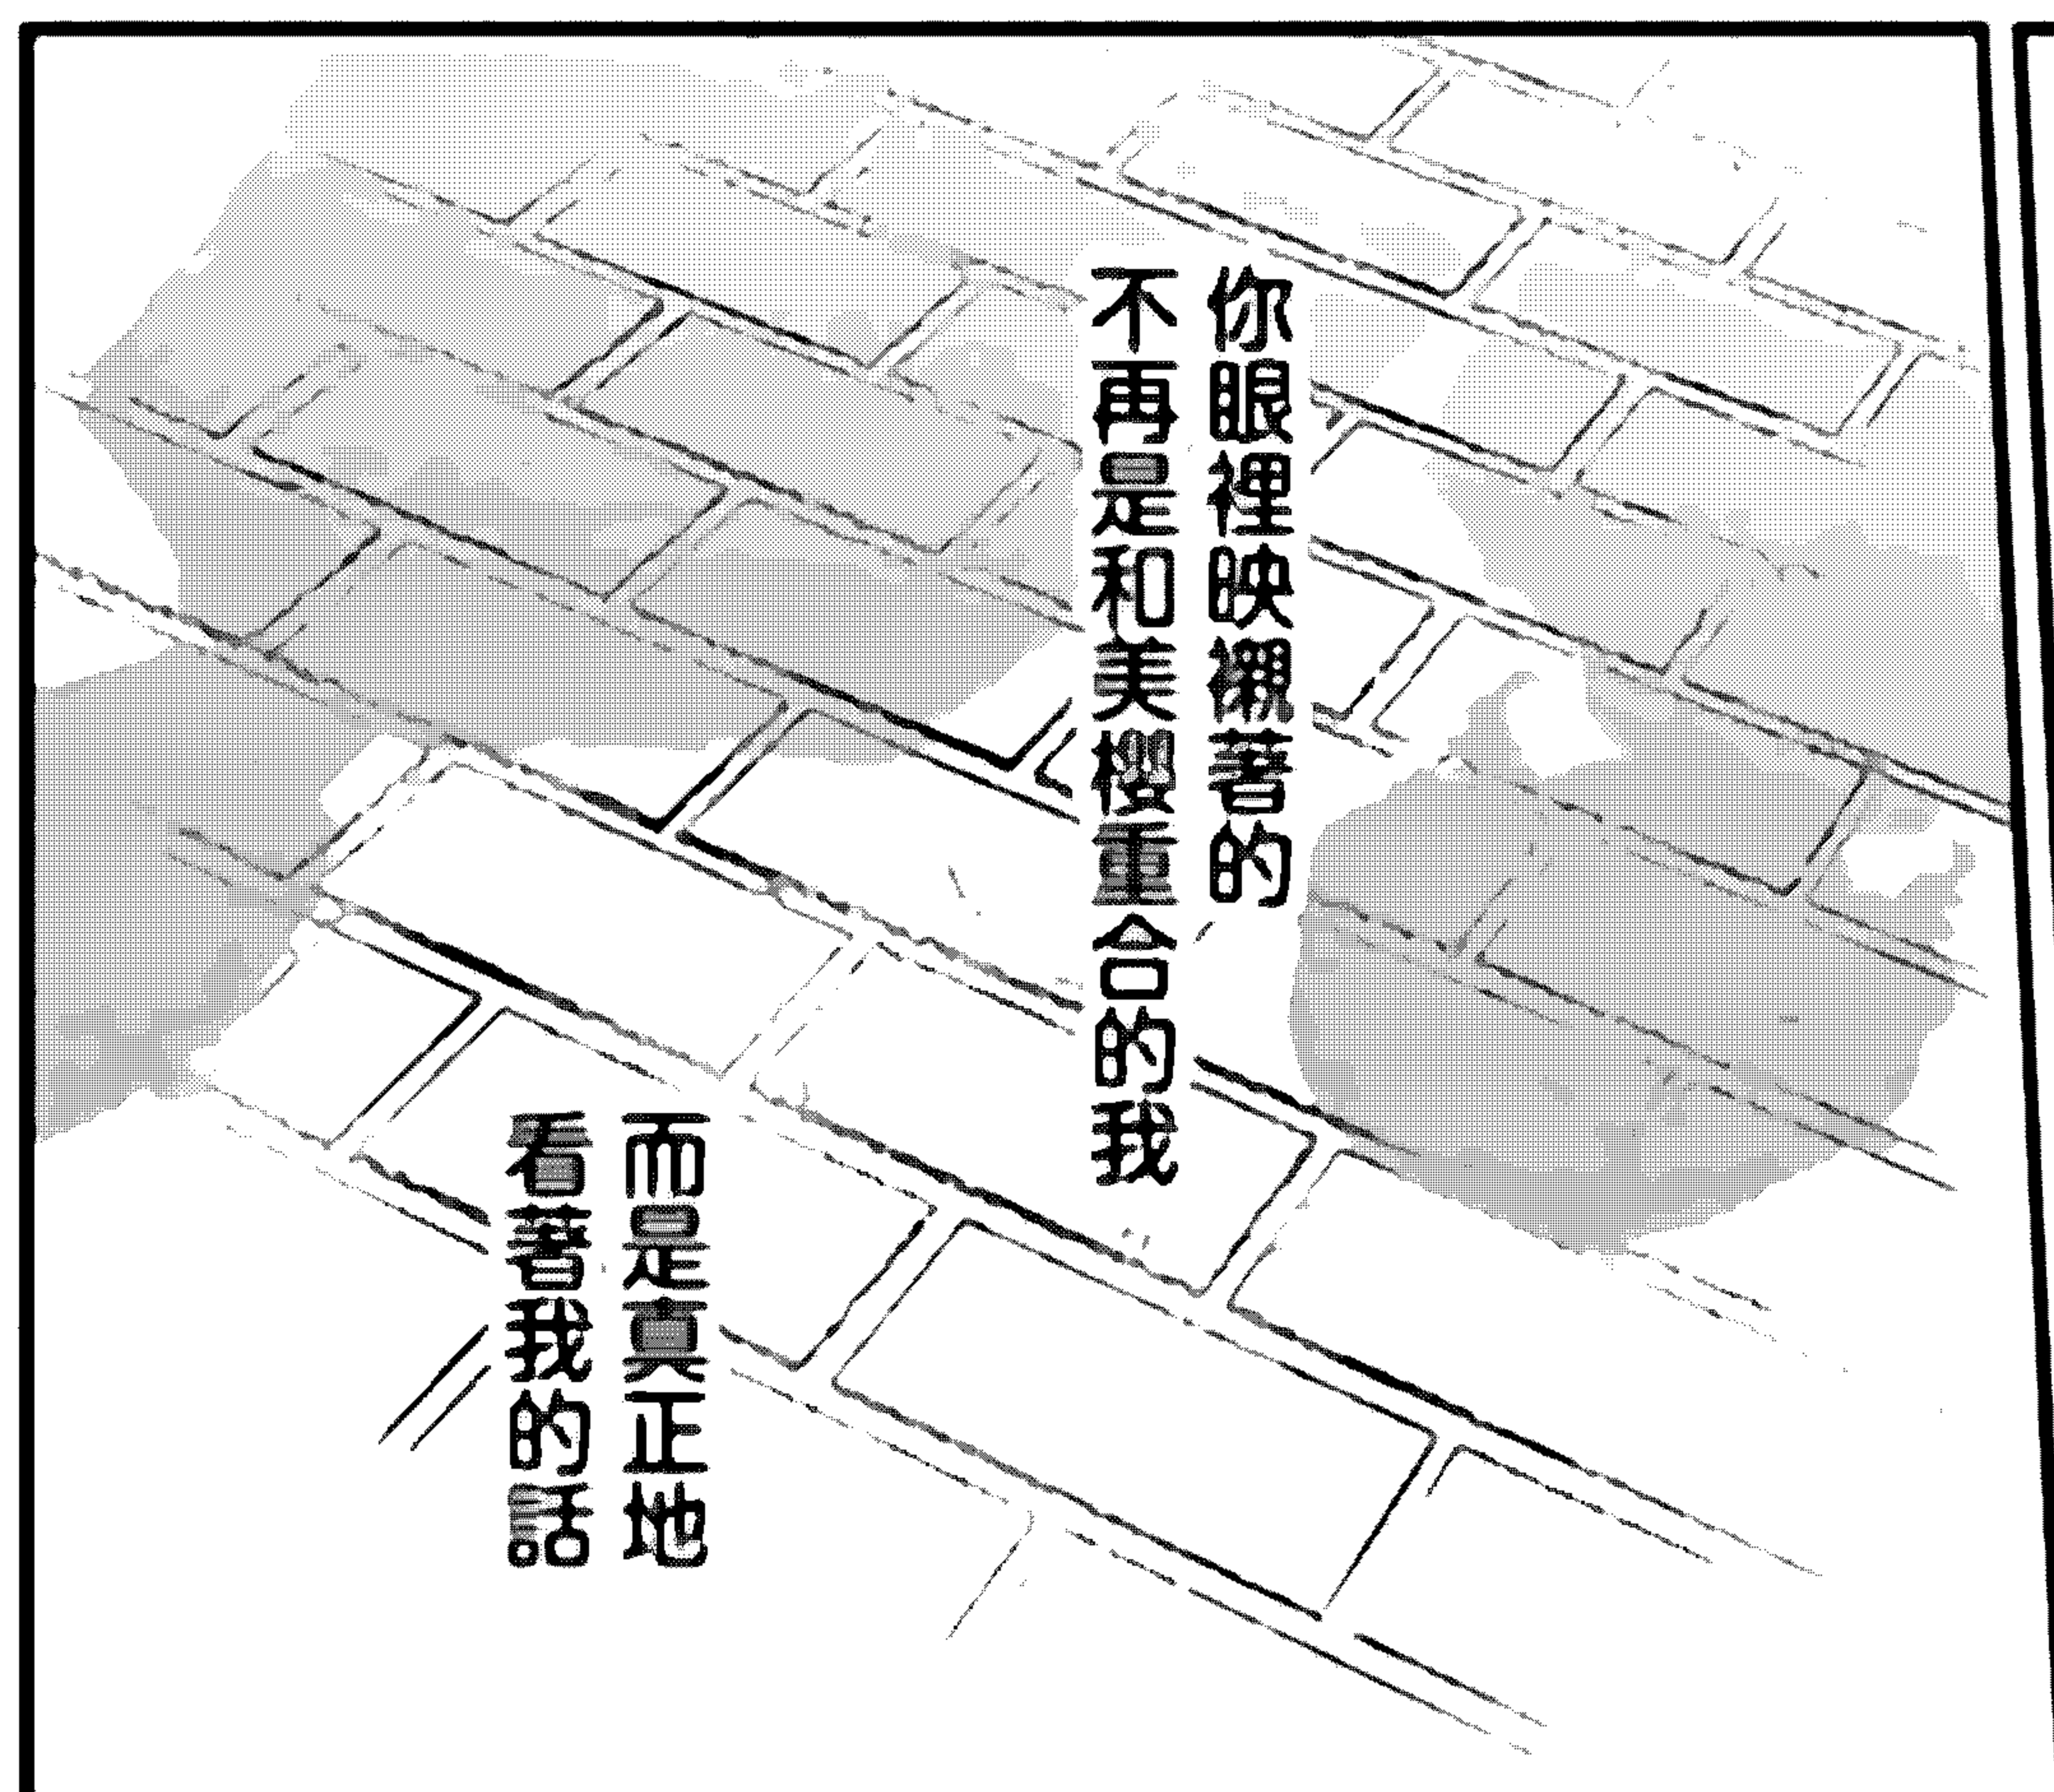 你眼裡映襯著的
不再是和美櫻重合的我
而是真正地
看著我的話